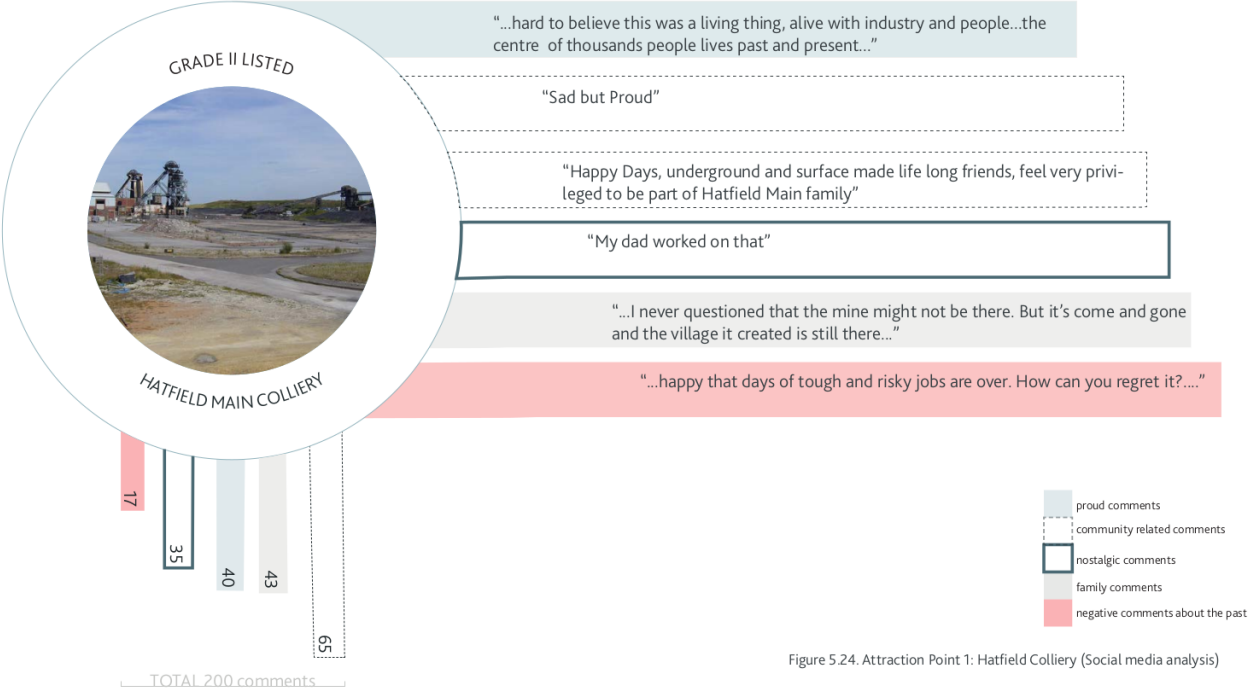 GRADE II LISTED
HATFIELD MAIN COLLIERY
“...hard to believe this was a living thing, alive with industry and people...the
centre of thousands people lives past and present...”
“Sad but Proud”
“Happy Days, underground and surface made life long friends, feel very privi-
leged to be part of Hatfield Main family”
“My dad worked on that”
“...I never questioned that the mine might not be there. But it’s come and gone
and the village it created is still there...”
“...happy that days of tough and risky jobs are over. How can you regret it?....”
17
35
40
43
65
TOTAL 200 comments
proud comments
community related comments
nostalgic comments
family comments
negative comments about the past
Figure 5.24. Attraction Point 1: Hatfield Colliery (Social media analysis)